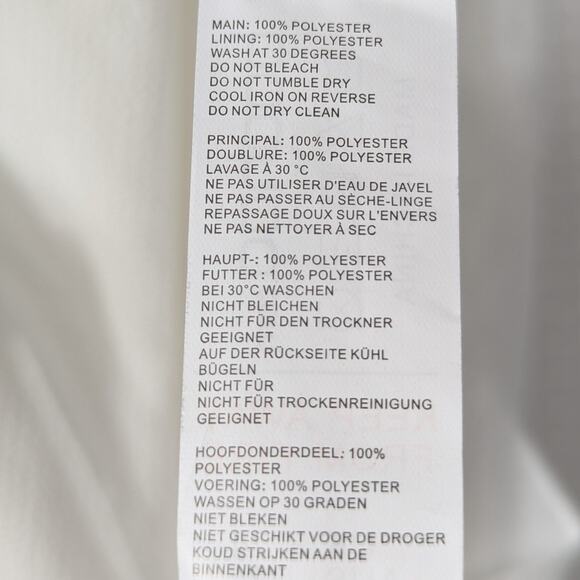 MAIN: 100% POLYESTER
LINING: 100% POLYESTER
WASH AT 30 DEGREES
DO NOT BLEACH
DO NOT TUMBLE DRY
COOL IRON ON REVERSE
DO NOT DRY CLEAN
PRINCIPAL: 100% POLYESTER
DOUBLURE: 100% POLYESTER
LAVAGE À 30 °C
NE PAS UTILISER D'EAU DE JAVEL
NE PAS PASSER AU SÈCHE-LINGE
REPASSAGE DOUX SUR L'ENVERS
NE PAS NETTOYER À SEC
HAUPT-: 100% POLYESTER
FUTTER : 100% POLYESTER
BEI 30°C WASCHEN
NICHT BLEICHEN
NICHT FÜR DEN TROCKNER
GEEIGNET
AUF DER RÜCKSEITE KÜHL
BÜGELN
NICHT FÜR
NICHT FÜR TROCKENREINIGUNG
GEEIGNET
HOOFDONDERDEEL: 100%
POLYESTER
VOERING: 100% POLYESTER
WASSEN OP 30 GRADEN
NIET BLEKEN
NIET GESCHIKT VOOR DE DROGER
KOUD STRIJKEN AAN DE
BINNENKANT